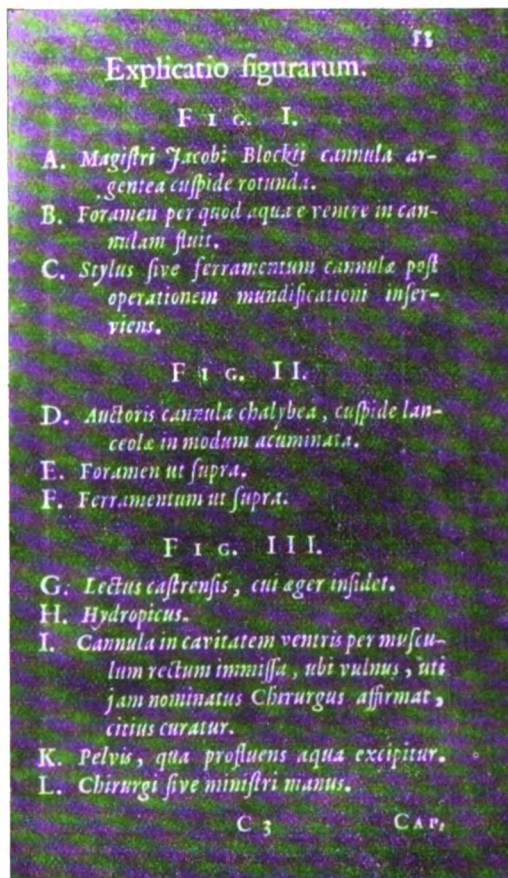 53
Explicatio figurarum.
FIG. I.
A. Magiſtri Jacobi Blockii cannula ar-
gentea cuſpide rotunda.
B. Foramen per quod aqua e ventre in can-
nulam fluit.
C. Stylus ſive ferramentum cannulæ poſt
operationem mundificationi inſer-
viens.
FIG. II.
D. Auctoris cannula chalybea, cuſpide lan-
ceolæ in modum acuminata.
E. Foramen ut ſupra.
F. Ferramentum ut ſupra.
FIG. III.
G. Lectus caſtrenſis, cui æger inſidet.
H. Hydropicus.
I. Cannula in cavitatem ventris per muſcu-
lum rectum immiſſa, ubi vulnus, uti
jam nominatus Chirurgus affirmat,
citius curatur.
K. Pelvis, qua profluens aqua excipitur.
L. Chirurgi ſive miniſtri manus.
C 3 CAP.